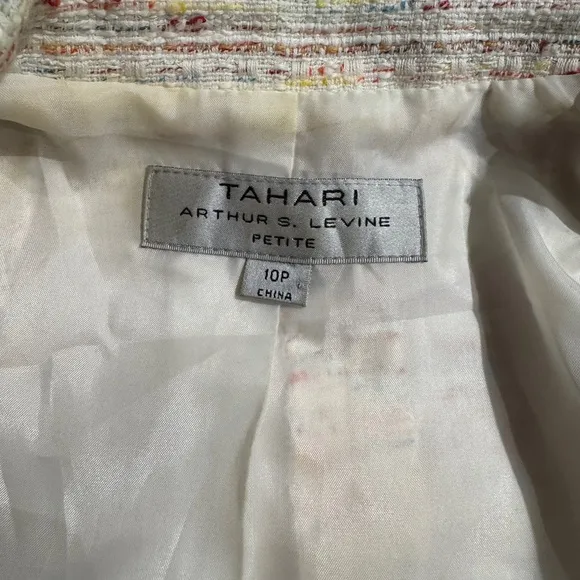 TAHARI
ARTHUR S. LEVINE
PETITE
10P
CHINA